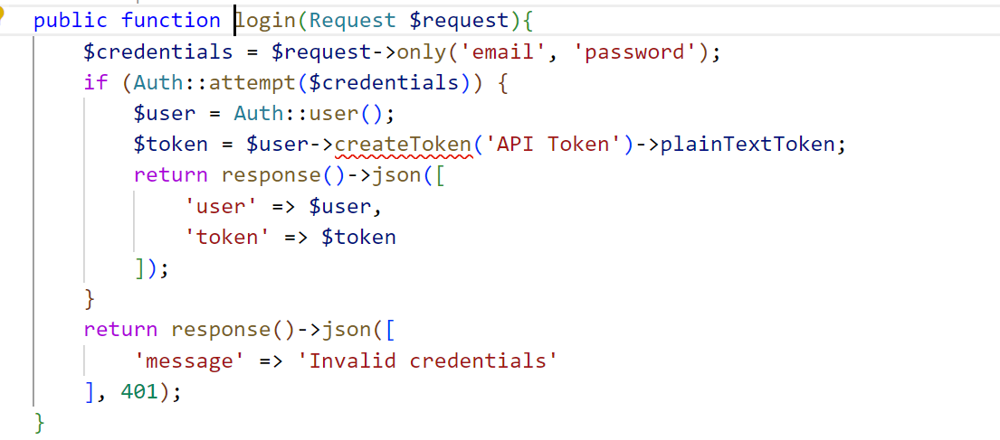 public function login(Request $request){
    $credentials = $request->only('email', 'password');
    if (Auth::attempt($credentials)) {
        $user = Auth::user();
        $token = $user->createToken('API Token')->plainTextToken;
        return response()->json([
            'user' => $user,
            'token' => $token
        ]);
    }
    return response()->json([
        'message' => 'Invalid credentials'
    ], 401);
}